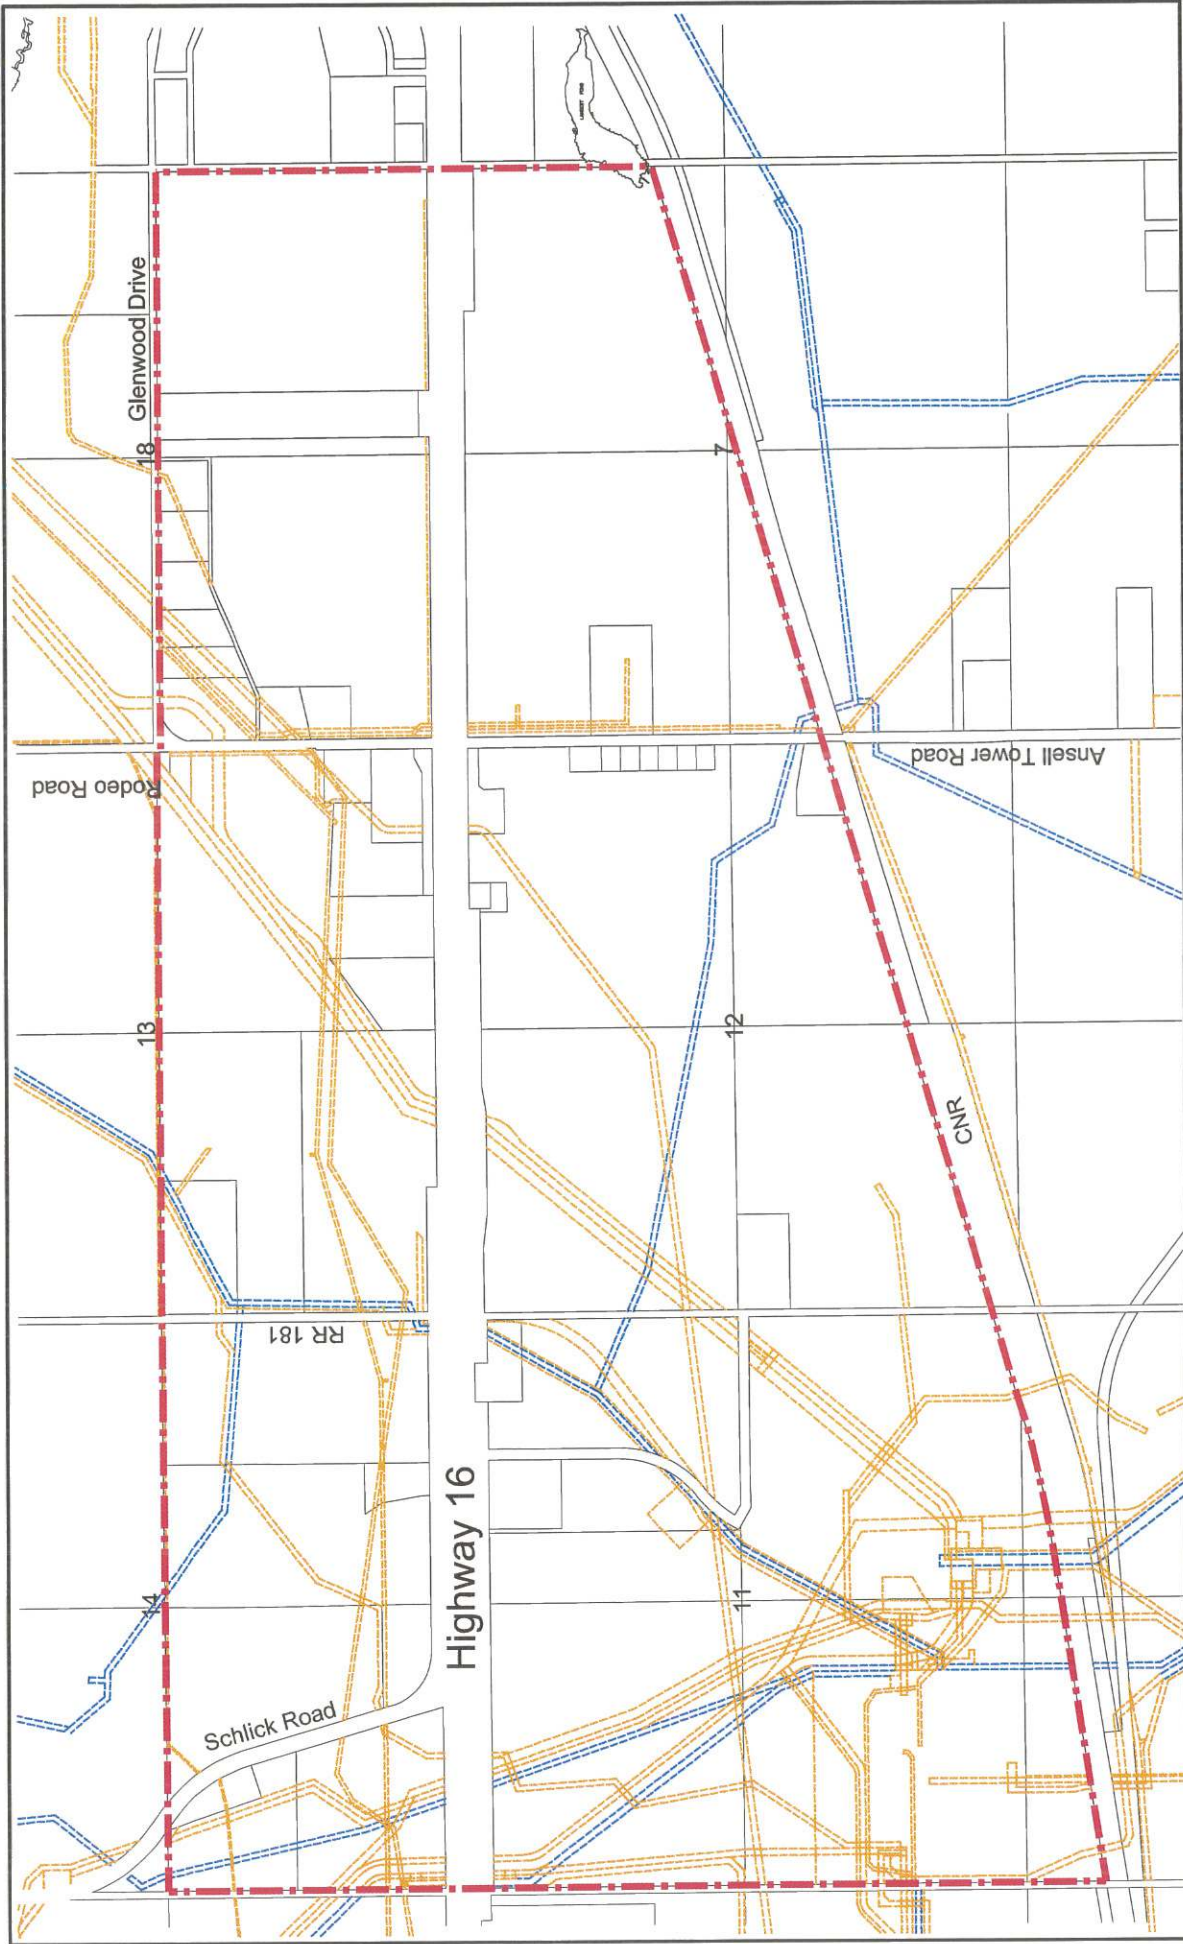 Glenwood Drive
18
Rodeo Road
13
RR 181
14
Schlick Road
Highway 16
7
Ansell Tower Road
12
CNR
11